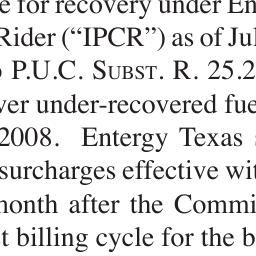 e for recovery under En
Rider (“IPCR”) as of Jul
P.U.C. SUBST. R. 25.2
ver under-recovered fue
2008. Entergy Texas
surcharges effective wit
month after the Commi
t billing cycle for the b